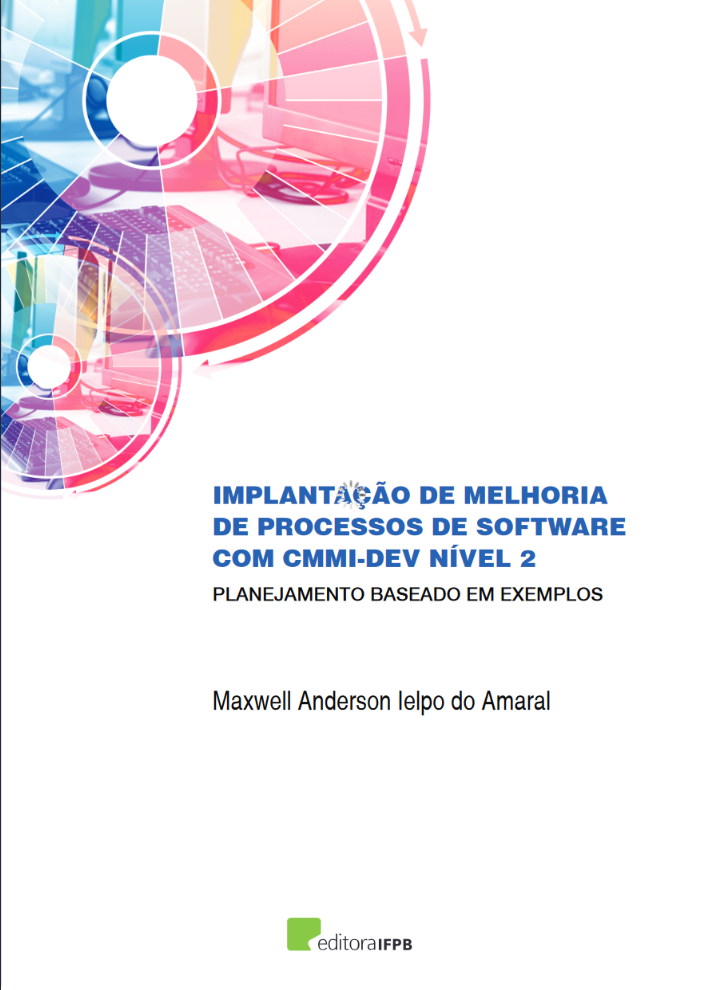 IMPLANTAÇÃO DE MELHORIA
DE PROCESSOS DE SOFTWARE
COM CMMI-DEV NÍVEL 2
PLANEJAMENTO BASEADO EM EXEMPLOS
Maxwell Anderson Ielpo do Amaral
editoraIFPB